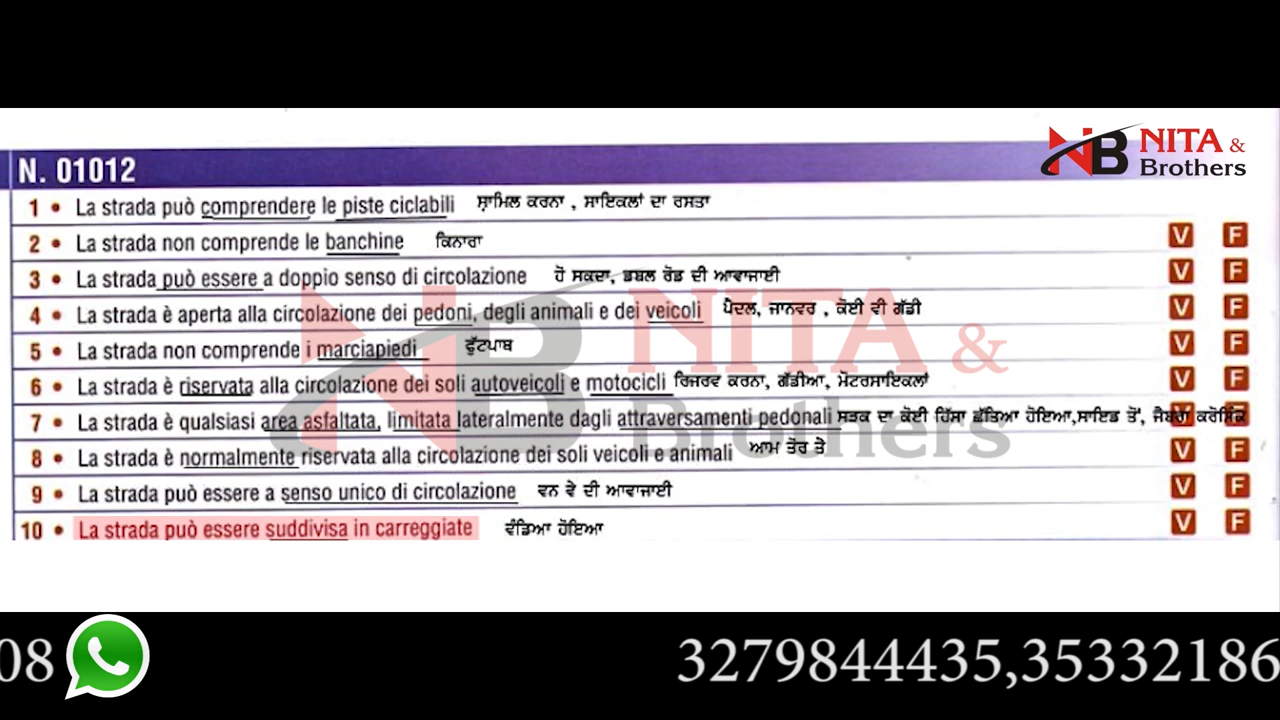 NITA &
Brothers
N. 01012
1 • La strada può comprendere le piste ciclabili ਸ਼ਾਮਿਲ ਕਰਨਾ , ਸਾਇਕਲਾਂ ਦਾ ਰਸਤਾ
2 • La strada non comprende le banchine ਕਿਨਾਰਾ V F
3 • La strada può essere a doppio senso di circolazione ਹੋ ਸਕਦਾ, ਡਬਲ ਰੋਡ ਦੀ ਆਵਾਜਾਈ V F
4 • La strada è aperta alla circolazione dei pedoni, degli animali e dei veicoli ਪੈਦਲ, ਜਾਨਵਰ , ਕੋਈ ਵੀ ਗੱਡੀ V F
5 • La strada non comprende i marciapiedi ਫੁੱਟਪਾਥ V F
6 • La strada è riservata alla circolazione dei soli autoveicoli e motocicli ਰਿਜਰਵ ਕਰਨਾ, ਗੱਡੀਆ, ਮੋਟਰਸਾਇਕਲਾਂ V F
7 • La strada è qualsiasi area asfaltata, limitata lateralmente dagli attraversamenti pedonali ਸੜਕ ਦਾ ਕੋਈ ਹਿੱਸਾ ਛੱਤਿਆ ਹੋਇਆ,ਸਾਇਡ ਤੋਂ, ਜੈਬਰਾ ਕਰੋਸਿੰਕ V F
8 • La strada è normalmente riservata alla circolazione dei soli veicoli e animali ਆਮ ਤੋਰ ਤੇ V F
9 • La strada può essere a senso unico di circolazione ਵਨ ਵੇ ਦੀ ਆਵਾਜਾਈ V F
10 • La strada può essere suddivisa in carreggiate ਵੰਡਿਆ ਹੋਇਆ V F
NITA &
Brothers
08 3279844435,35332186